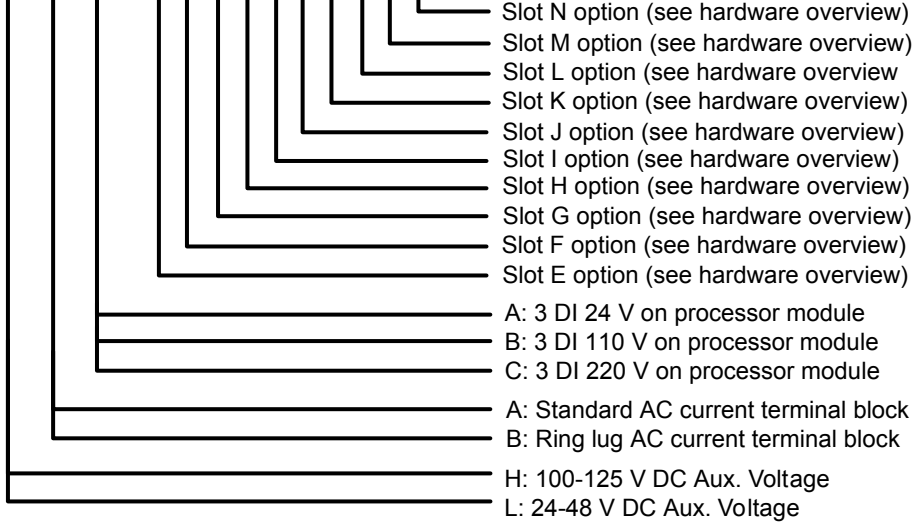 Slot N option (see hardware overview)
Slot M option (see hardware overview)
Slot L option (see hardware overview
Slot K option (see hardware overview)
Slot J option (see hardware overview)
Slot I option (see hardware overview)
Slot H option (see hardware overview)
Slot G option (see hardware overview)
Slot F option (see hardware overview)
Slot E option (see hardware overview)
A: 3 DI 24 V on processor module
B: 3 DI 110 V on processor module
C: 3 DI 220 V on processor module
A: Standard AC current terminal block
B: Ring lug AC current terminal block
H: 100-125 V DC Aux. Voltage
L: 24-48 V DC Aux. Voltage